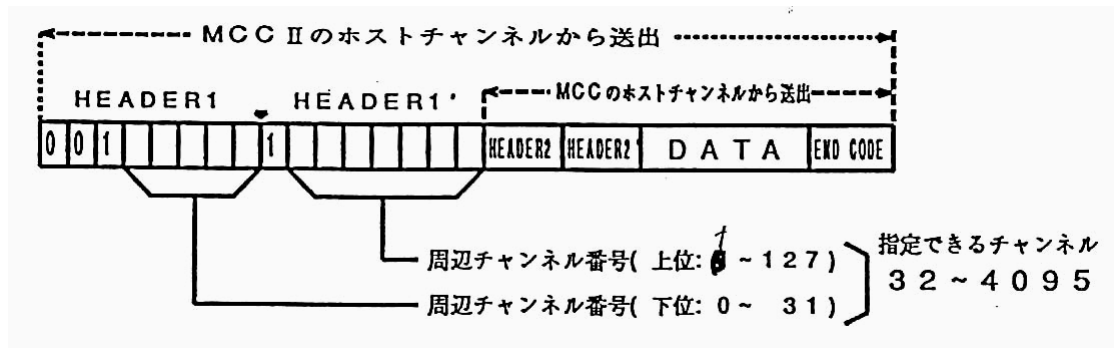 MCCⅡのホストチャンネルから送出
HEADER1 HEADER1' MCCのホストチャンネルから送出
0 0 1 1 HEADER2 HEADER2' DATA END CODE
周辺チャンネル番号( 上位: 1 ~127)
周辺チャンネル番号( 下位: 0~ 31)
指定できるチャンネル
32~4095